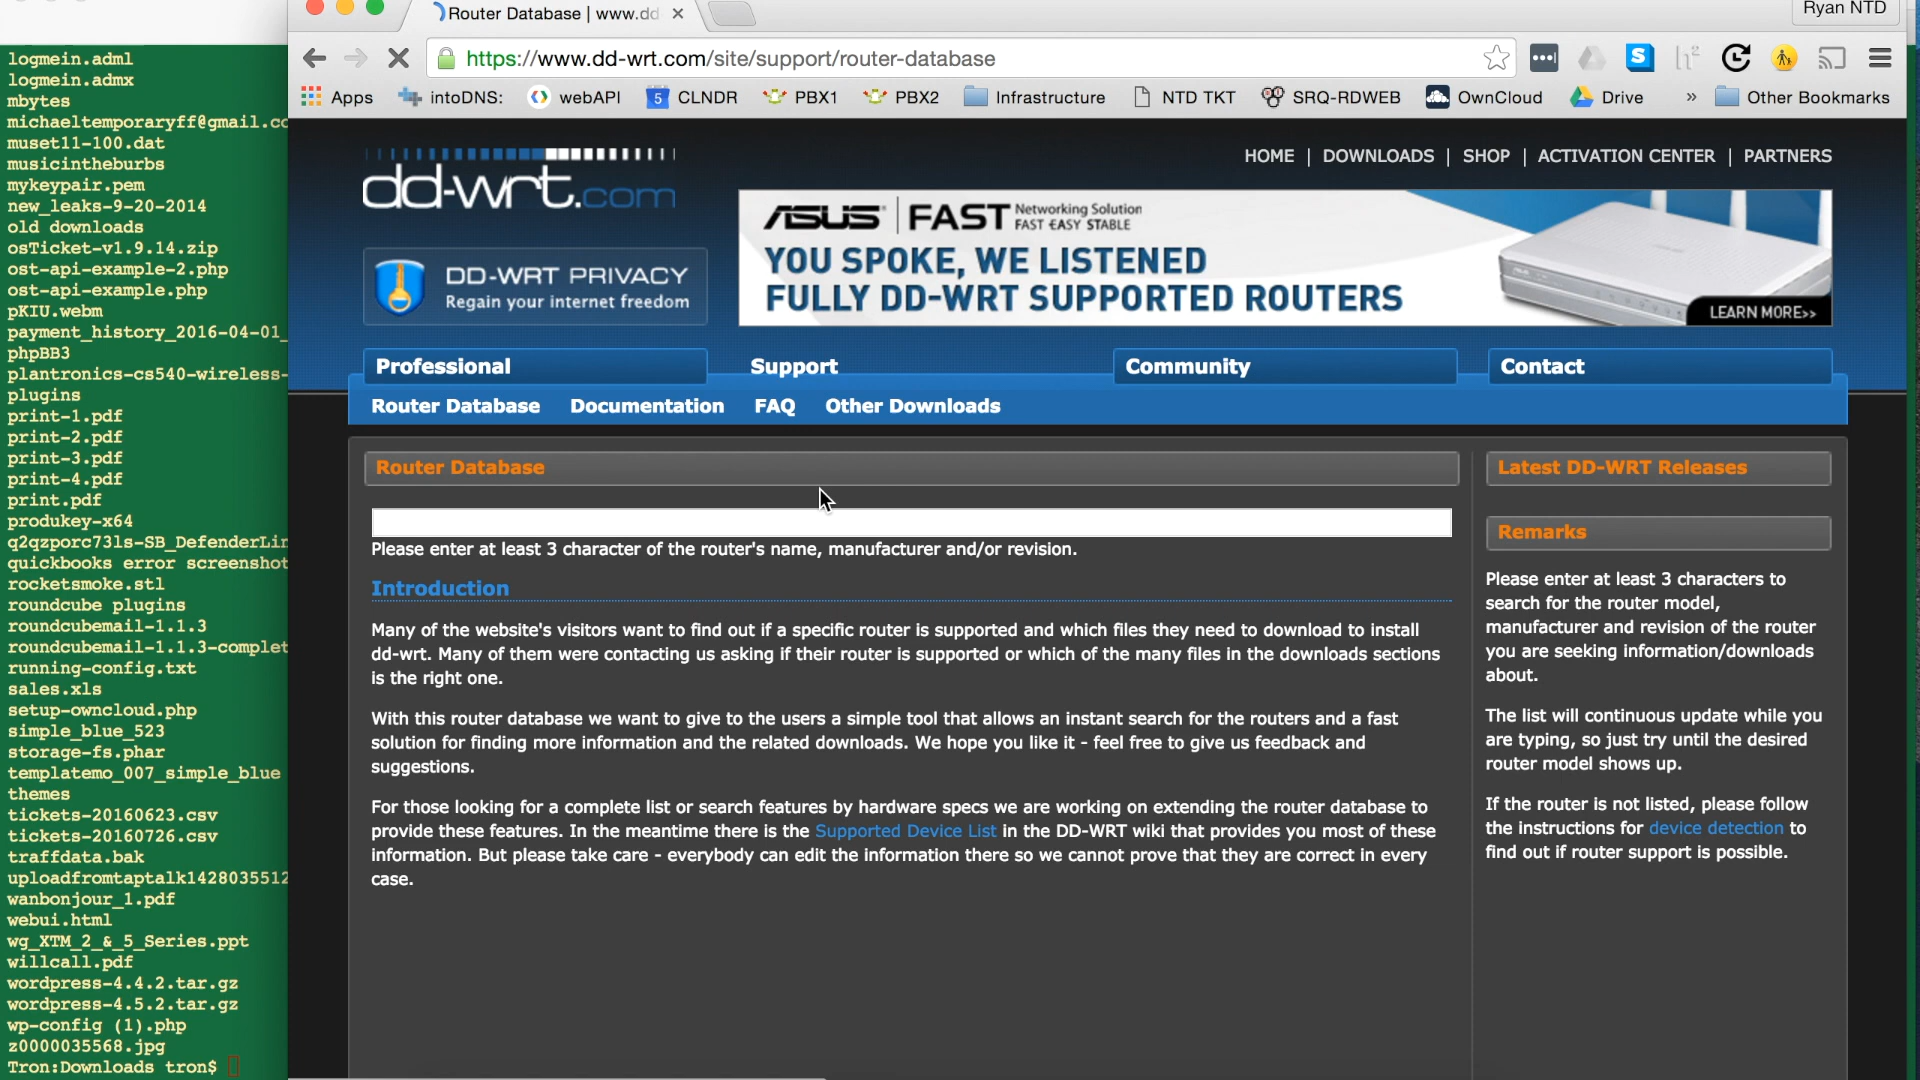 logmein.adml
logmein.admx
mbytes
michaeltemporaryff@gmail.cc
muset11-100.dat
musicintheburbs
mykeypair.pem
new_leaks-9-20-2014
old downloads
osTicket-v1.9.14.zip
ost-api-example-2.php
ost-api-example.php
pKIU.webm
payment_history_2016-04-01_
phpBB3
plantronics-cs540-wireless-
plugins
print-1.pdf
print-2.pdf
print-3.pdf
print-4.pdf
print.pdf
produkey-x64
q2qzporc73ls-SB_DefenderLin
quickbooks error screenshot
rocketsmoke.stl
roundcube plugins
roundcubemail-1.1.3
roundcubemail-1.1.3-complet
running-config.txt
sales.xls
setup-owncloud.php
simple_blue_523
storage-fs.phar
templatemo_007_simple_blue
themes
tickets-20160623.csv
tickets-20160726.csv
traffdata.bak
uploadfromtaptalk1428035512
wanbonjour_1.pdf
webui.html
wg_XTM_2_&_5_Series.ppt
willcall.pdf
wordpress-4.4.2.tar.gz
wordpress-4.5.2.tar.gz
wp-config (1).php
z0000035568.jpg
Tron:Downloads tron$
Router Database | www.dd
Ryan NTD
https://www.dd-wrt.com/site/support/router-database
Apps intoDNS: webAPI 5 CLNDR PBX1 PBX2 Infrastructure NTD TKT SRQ-RDWEB OwnCloud Drive » Other Bookmarks
dd-wrt.com
HOME | DOWNLOADS | SHOP | ACTIVATION CENTER | PARTNERS
DD-WRT PRIVACY
Regain your internet freedom
ASUS | FAST Networking Solution
FAST EASY STABLE
YOU SPOKE, WE LISTENED
FULLY DD-WRT SUPPORTED ROUTERS
LEARN MORE>>
Professional Support Community Contact
Router Database Documentation FAQ Other Downloads
Router Database
Please enter at least 3 character of the router's name, manufacturer and/or revision.
Introduction
Many of the website's visitors want to find out if a specific router is supported and which files they need to download to install
dd-wrt. Many of them were contacting us asking if their router is supported or which of the many files in the downloads sections
is the right one.
With this router database we want to give to the users a simple tool that allows an instant search for the routers and a fast
solution for finding more information and the related downloads. We hope you like it - feel free to give us feedback and
suggestions.
For those looking for a complete list or search features by hardware specs we are working on extending the router database to
provide these features. In the meantime there is the Supported Device List in the DD-WRT wiki that provides you most of these
information. But please take care - everybody can edit the information there so we cannot prove that they are correct in every
case.
Latest DD-WRT Releases
Remarks
Please enter at least 3 characters to
search for the router model,
manufacturer and revision of the router
you are seeking information/downloads
about.
The list will continuous update while you
are typing, so just try until the desired
router model shows up.
If the router is not listed, please follow
the instructions for device detection to
find out if router support is possible.